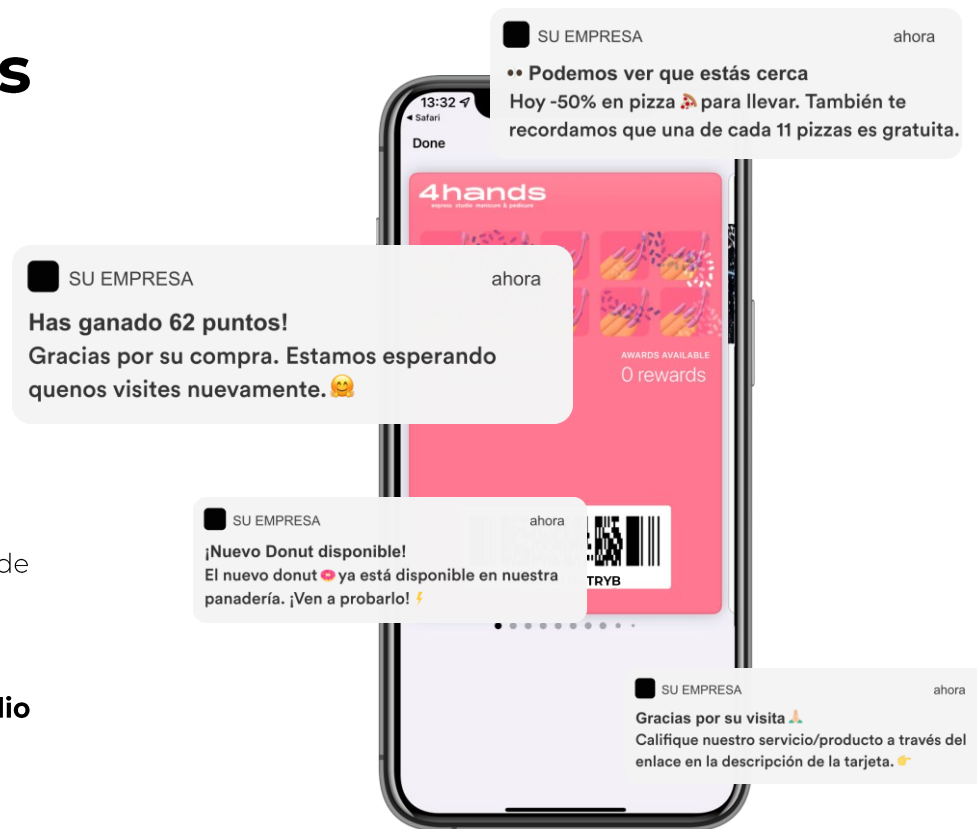 s
SU EMPRESA ahora
•• Podemos ver que estás cerca
Hoy -50% en pizza 🍕 para llevar. También te
recordamos que una de cada 11 pizzas es gratuita.
13:32
◀ Safari
Done
4hands
express studio manicure & pedicure
SU EMPRESA ahora
Has ganado 62 puntos!
Gracias por su compra. Estamos esperando
quenos visites nuevamente. 🤗
AWARDS AVAILABLE
0 rewards
SU EMPRESA ahora
¡Nuevo Donut disponible!
El nuevo donut 🍩 ya está disponible en nuestra
panadería. ¡Ven a probarlo! ⚡
TRYB
de
SU EMPRESA ahora
Gracias por su visita 🙏🏻
Califique nuestro servicio/producto a través del
enlace en la descripción de la tarjeta. 👉
lio